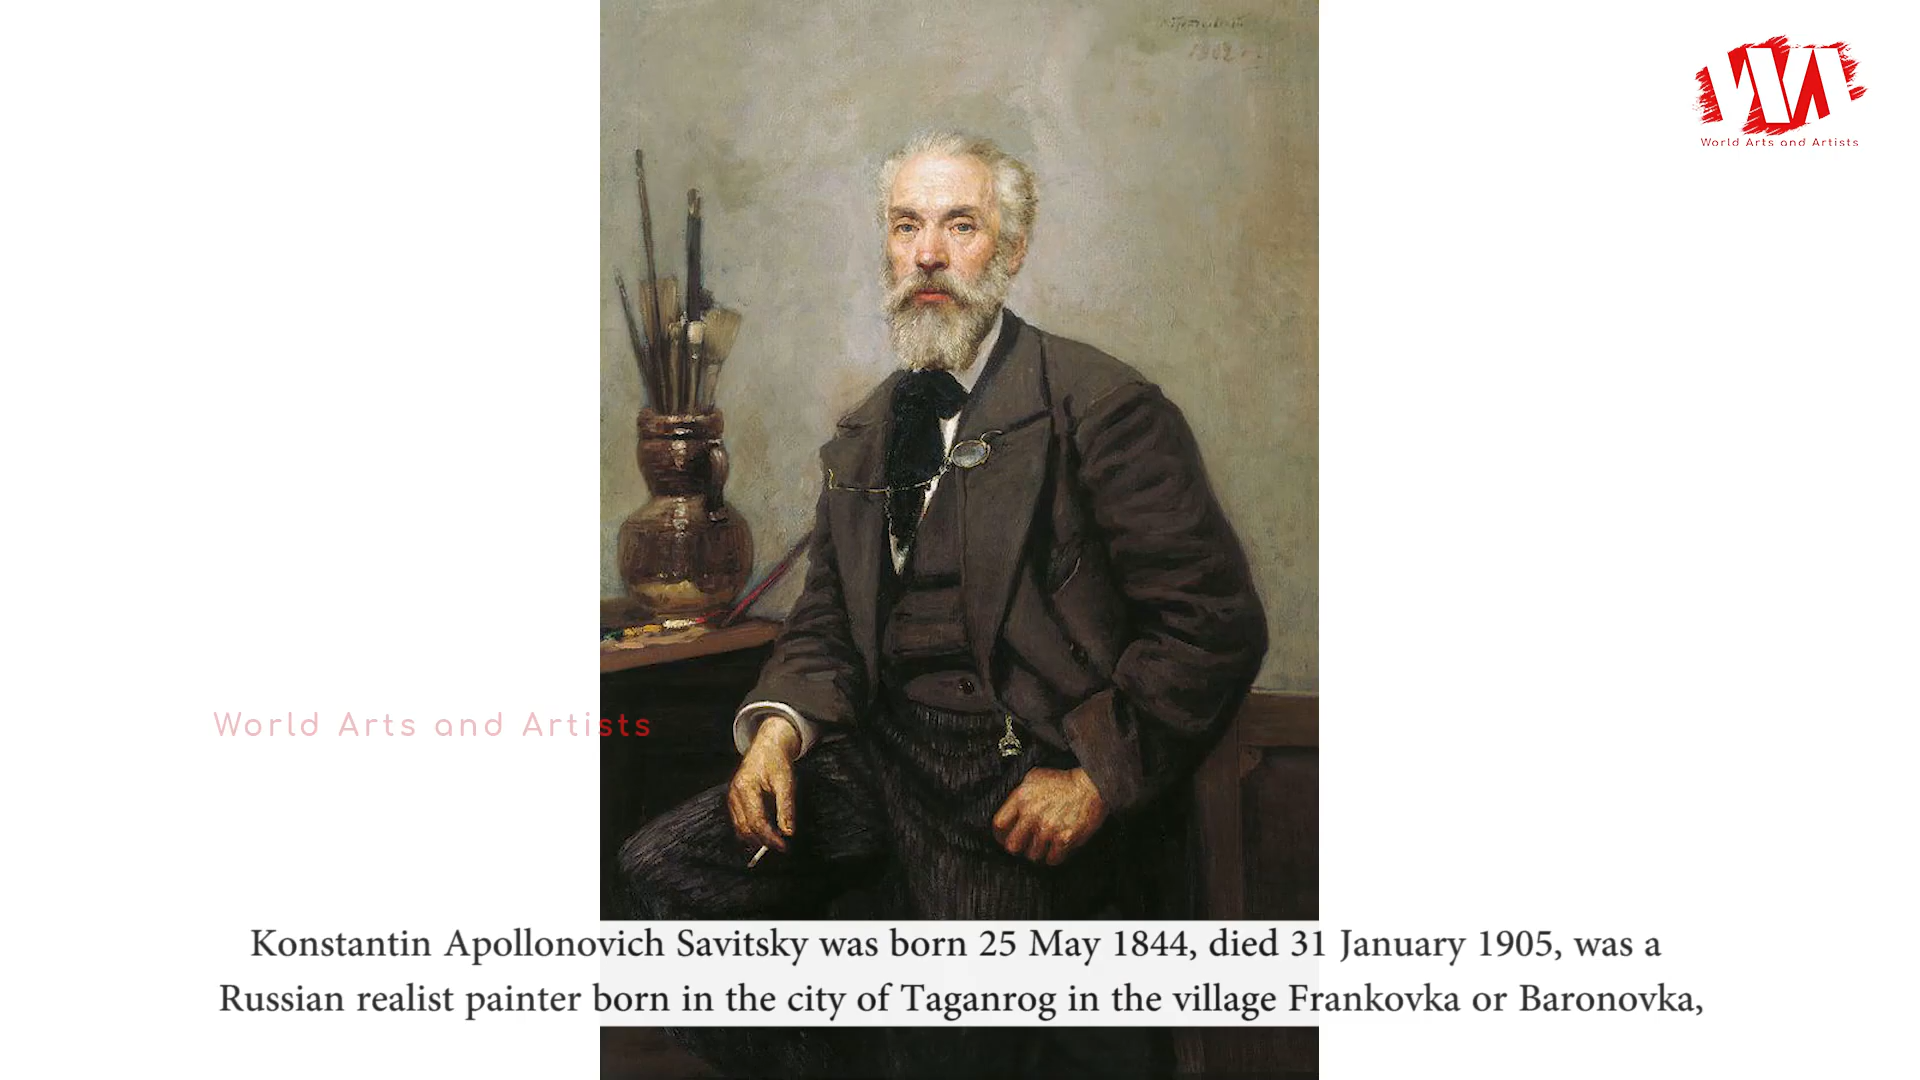 World Arts and Artists
World Arts and Artists
Konstantin Apollonovich Savitsky was born 25 May 1844, died 31 January 1905, was a
Russian realist painter born in the city of Taganrog in the village Frankovka or Baronovka,